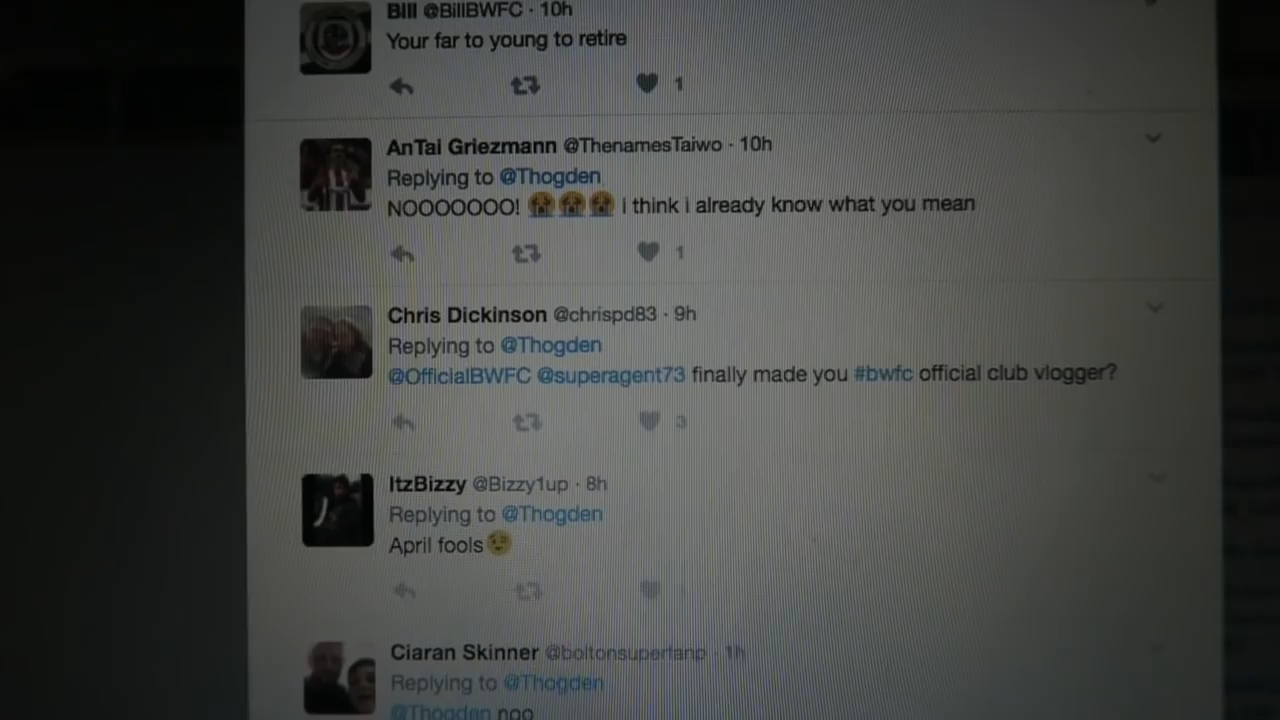 Bill @BillBWFC · 10h
Your far to young to retire
1
AnTai Griezmann @ThenamesTaiwo · 10h
Replying to @Thogden
NOOOOOOO! 😭😭😭 i think i already know what you mean
1
Chris Dickinson @chrispd83 · 9h
Replying to @Thogden
@OfficialBWFC @superagent73 finally made you #bwfc official club vlogger?
3
ItzBizzy @Bizzy1up · 8h
Replying to @Thogden
April fools😉
Ciaran Skinner @boltonsuperfanp · 1h
Replying to @Thogden
@Thogden noo